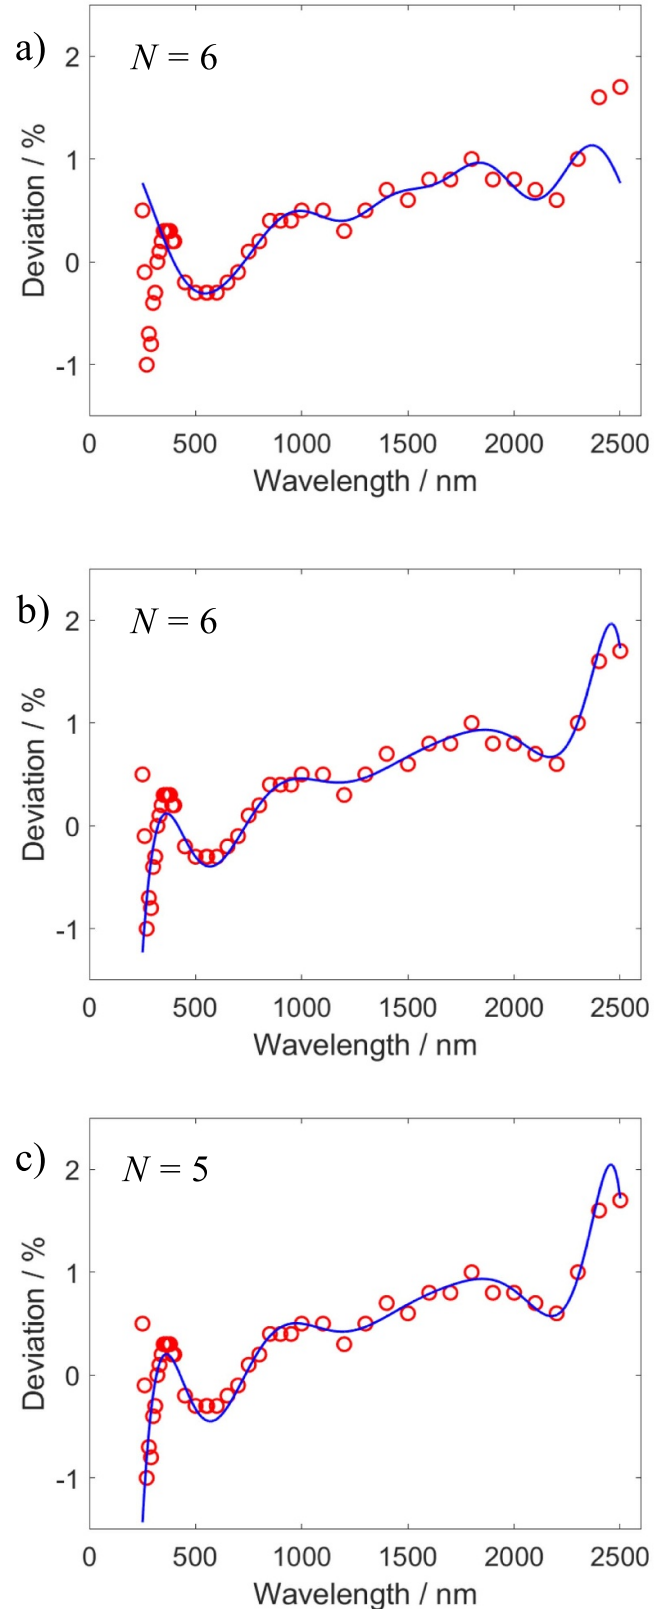 a)
N = 6
2
1
0
-1
Deviation / %
0 500 1000 1500 2000 2500
Wavelength / nm
b)
N = 6
2
1
0
-1
Deviation / %
0 500 1000 1500 2000 2500
Wavelength / nm
c)
N = 5
2
1
0
-1
Deviation / %
0 500 1000 1500 2000 2500
Wavelength / nm